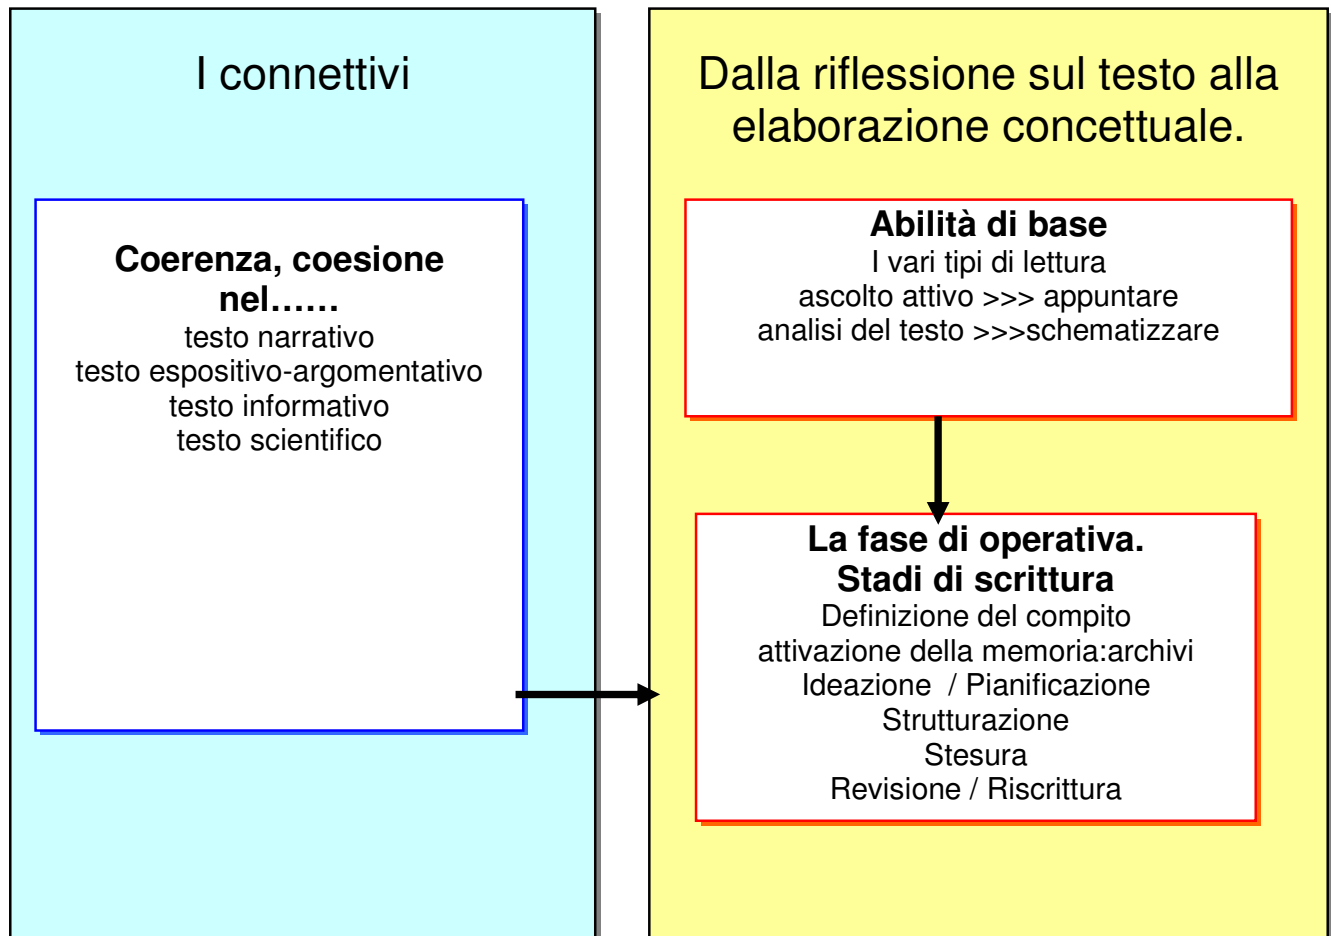 I connettivi
Coerenza, coesione
nel......
testo narrativo
testo espositivo-argomentativo
testo informativo
testo scientifico
Dalla riflessione sul testo alla
elaborazione concettuale.
Abilità di base
I vari tipi di lettura
ascolto attivo >>> appuntare
analisi del testo >>>schematizzare
La fase di operativa.
Stadi di scrittura
Definizione del compito
attivazione della memoria:archivi
Ideazione  / Pianificazione
Strutturazione
Stesura
Revisione / Riscrittura